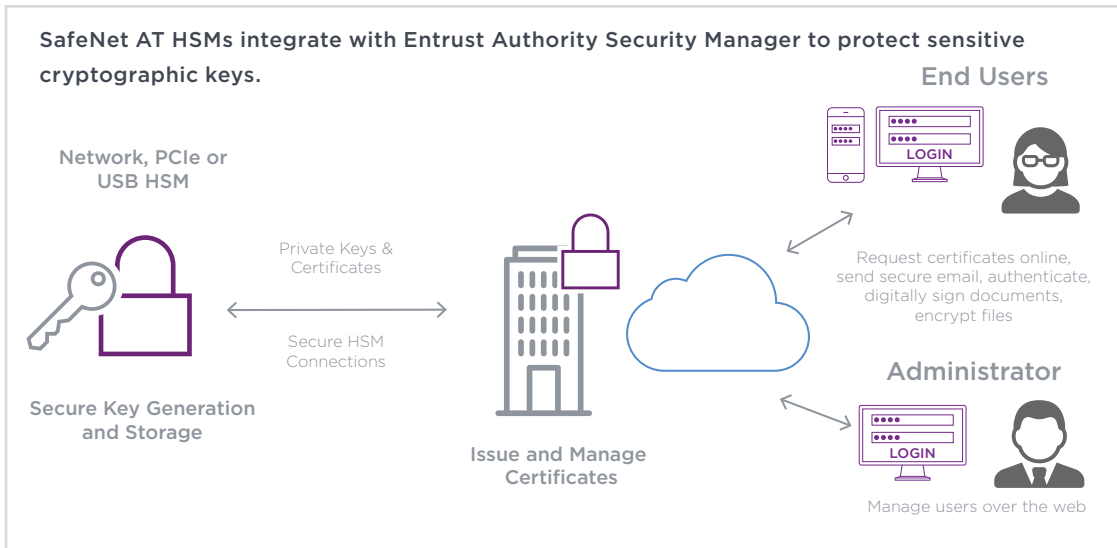 SafeNet AT HSMs integrate with Entrust Authority Security Manager to protect sensitive
cryptographic keys.
End Users
LOGIN
Network, PCIe or
USB HSM
Private Keys &
Certificates
Secure HSM
Connections
Secure Key Generation
and Storage
Issue and Manage
Certificates
Request certificates online,
send secure email, authenticate,
digitally sign documents,
encrypt files
Administrator
LOGIN
Manage users over the web